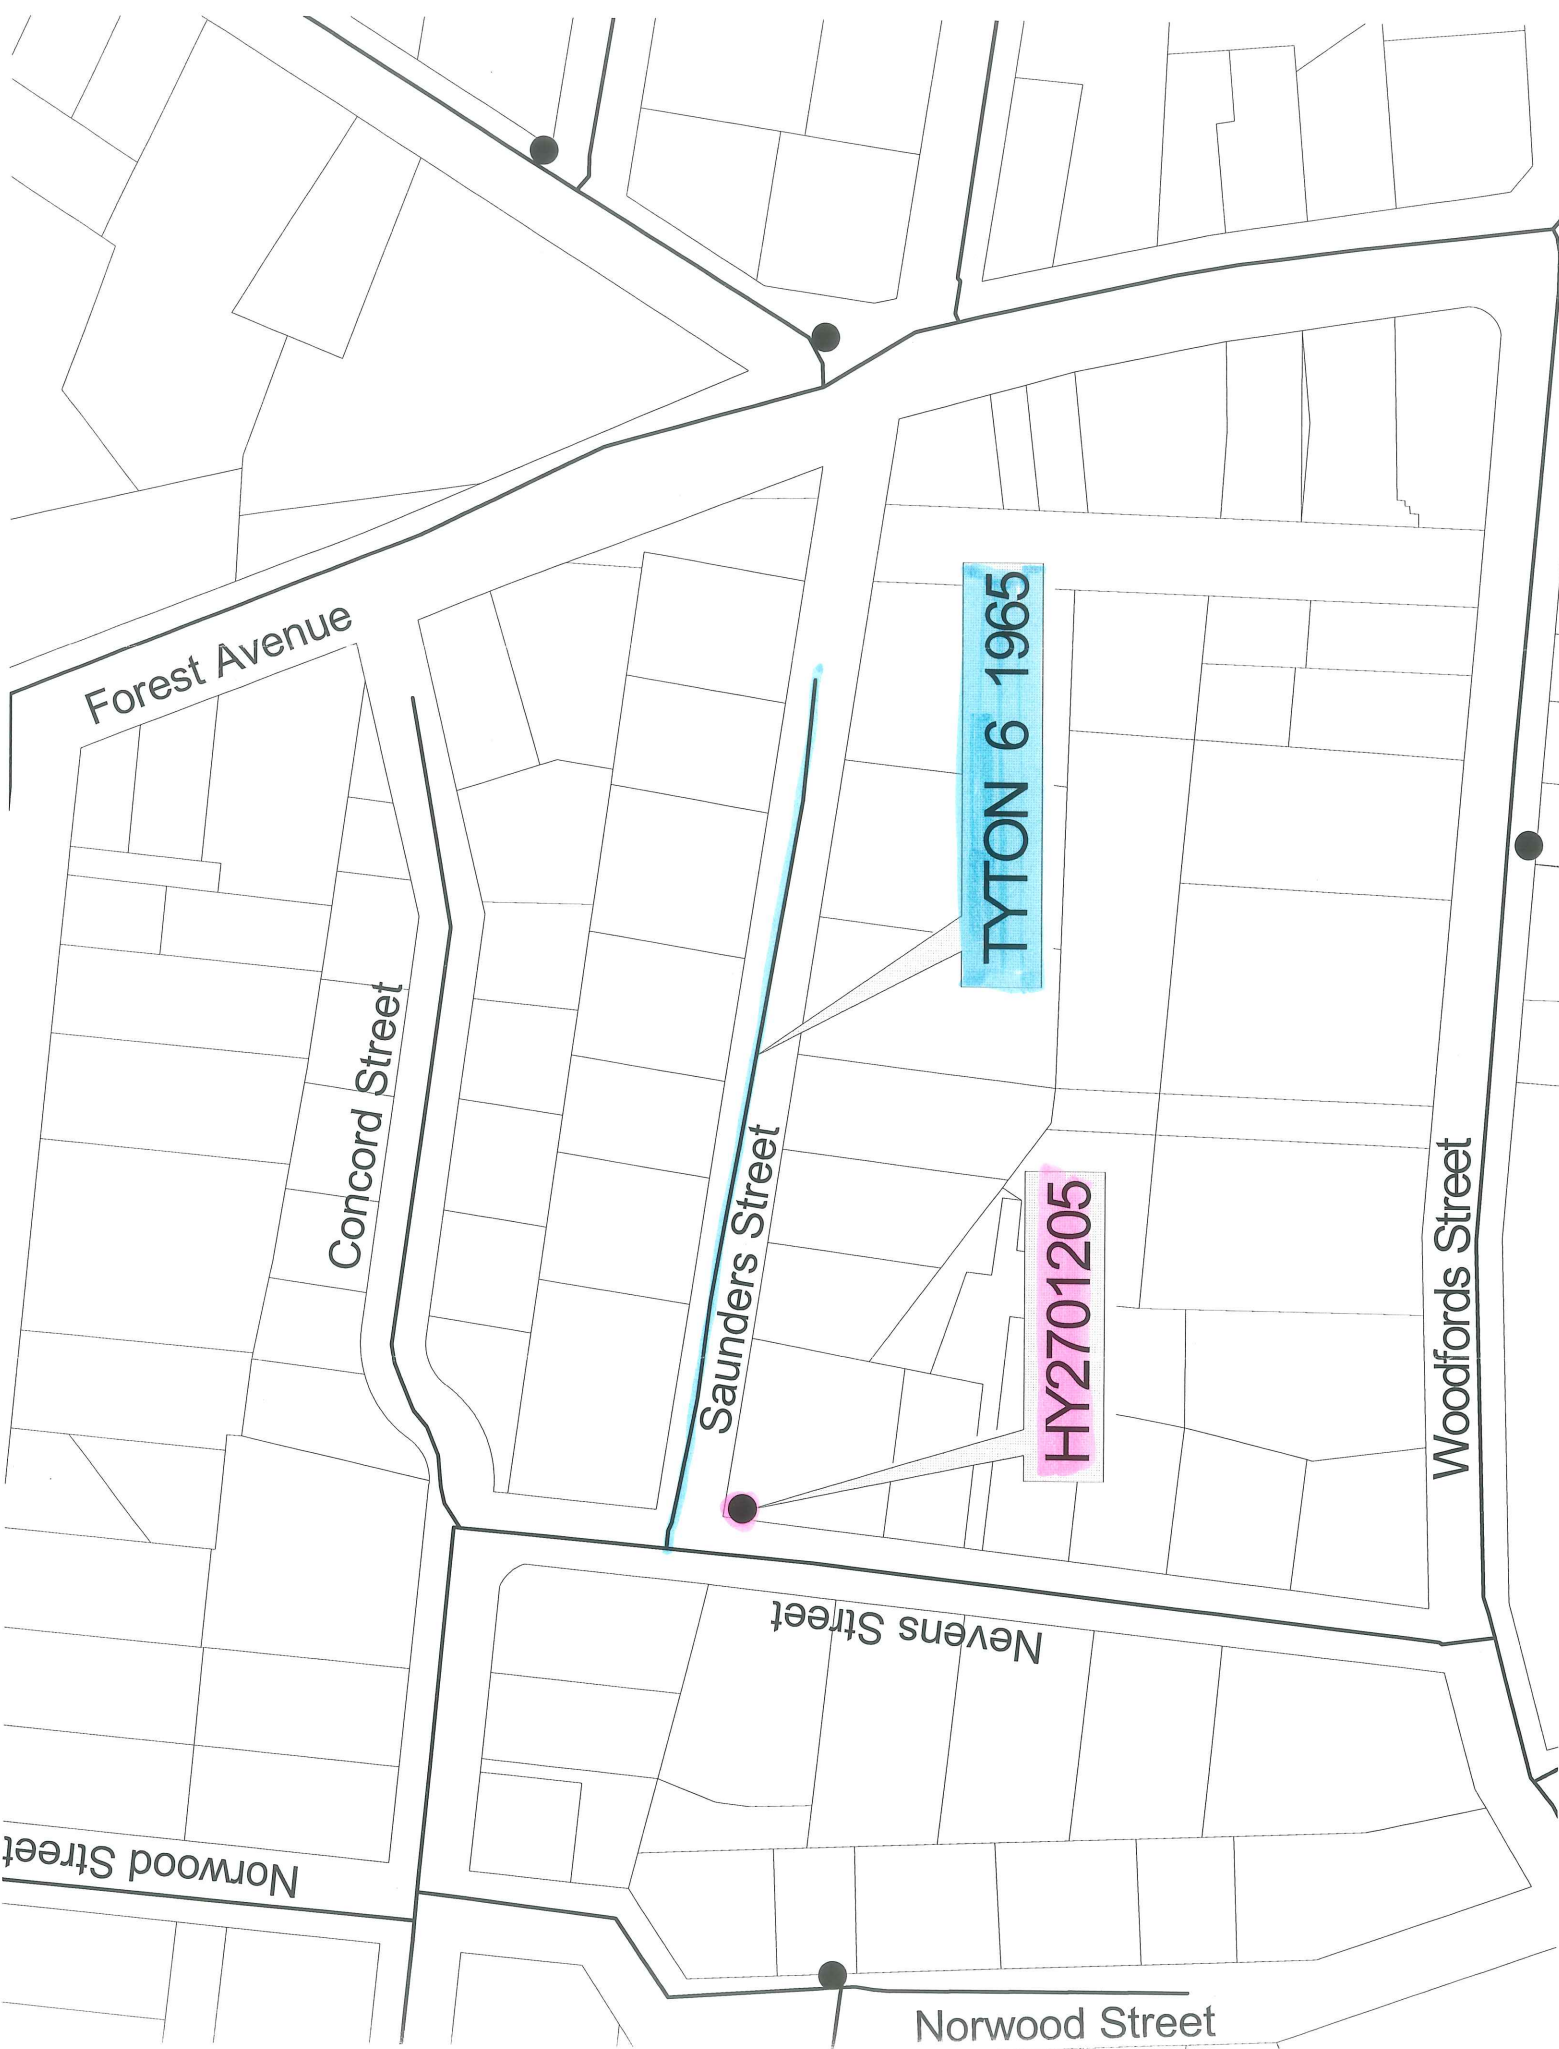 Forest Avenue
TYTON 6 1965
Concord Street
Saunders Street
HY2701205
Woodfords Street
Nevens Street
Norwood Street
Norwood Street